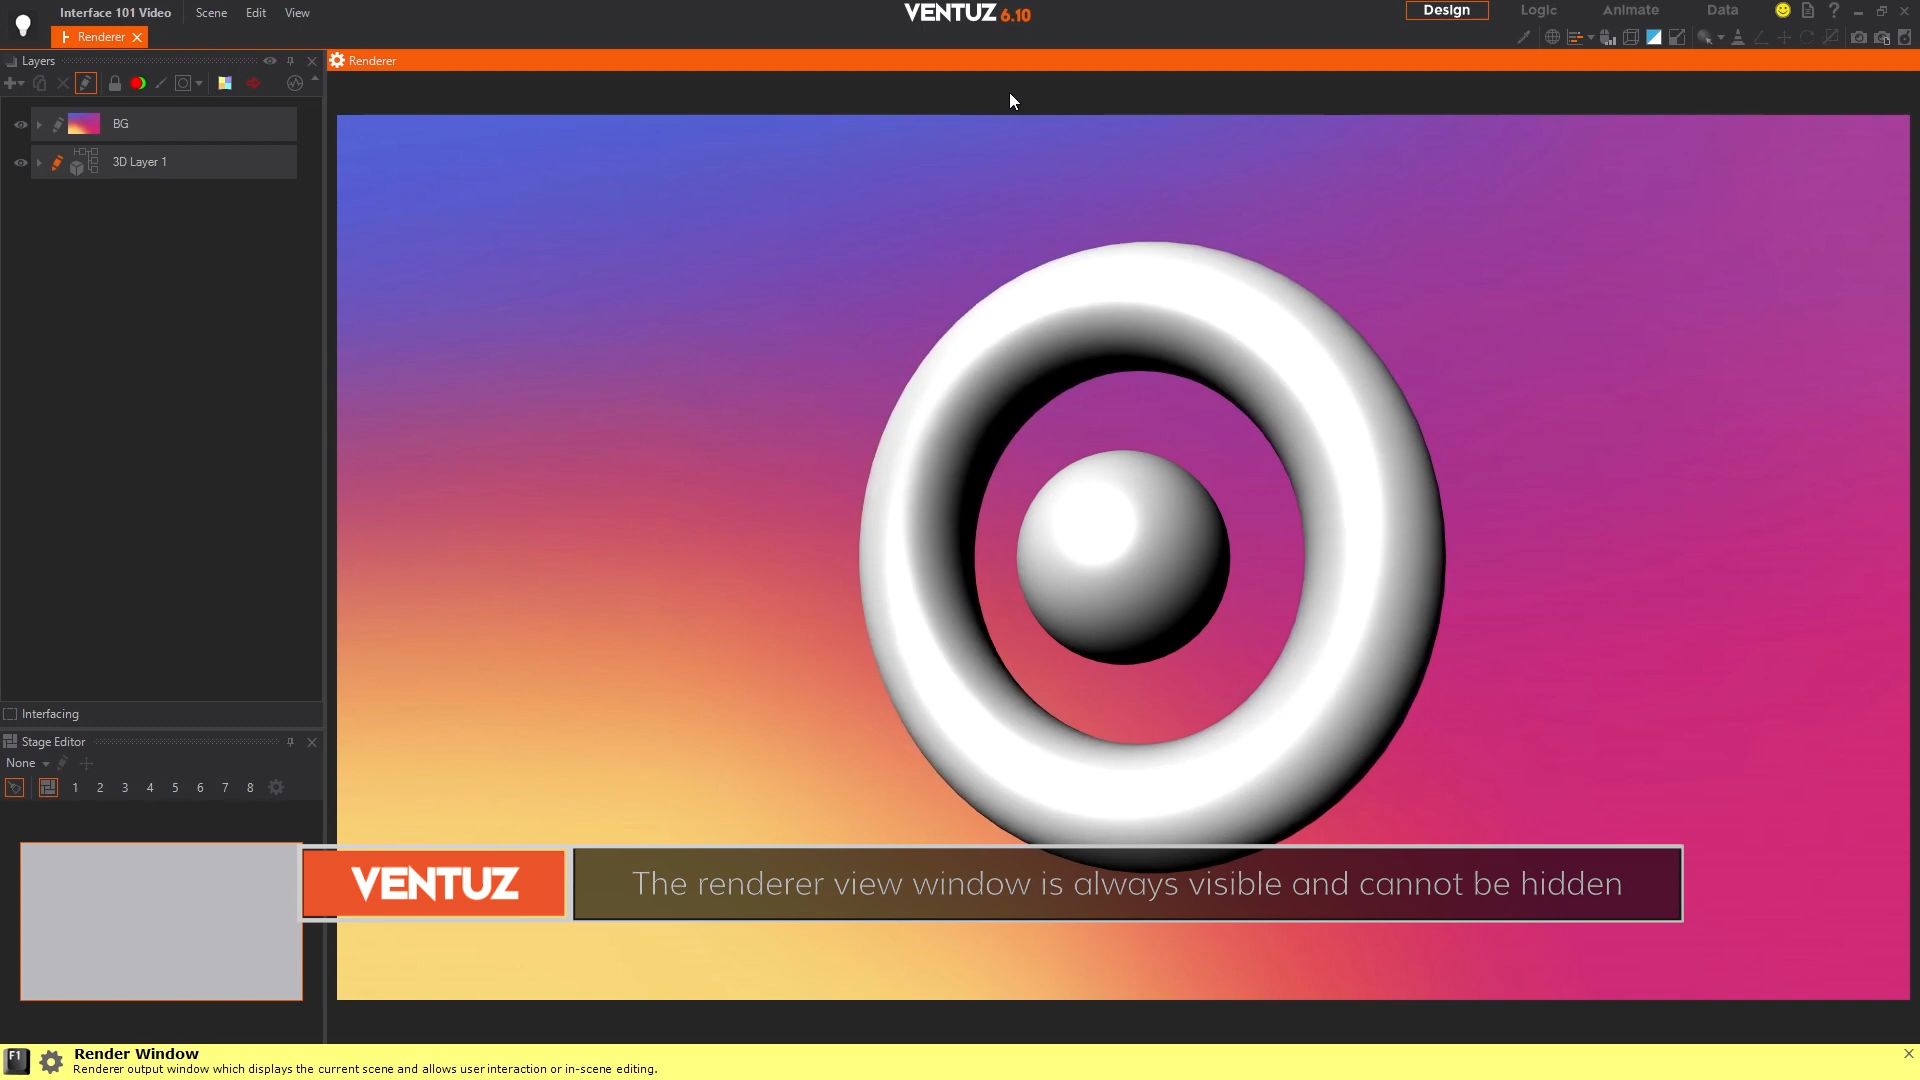 Interface 101 Video Scene Edit View
VENTUZ 6.10
Design Logic Animate Data
Renderer
Layers
Renderer
BG
3D Layer 1
Interfacing
Stage Editor
None
1 2 3 4 5 6 7 8
VENTUZ
The renderer view window is always visible and cannot be hidden
F1
Render Window
Renderer output window which displays the current scene and allows user interaction or in-scene editing.